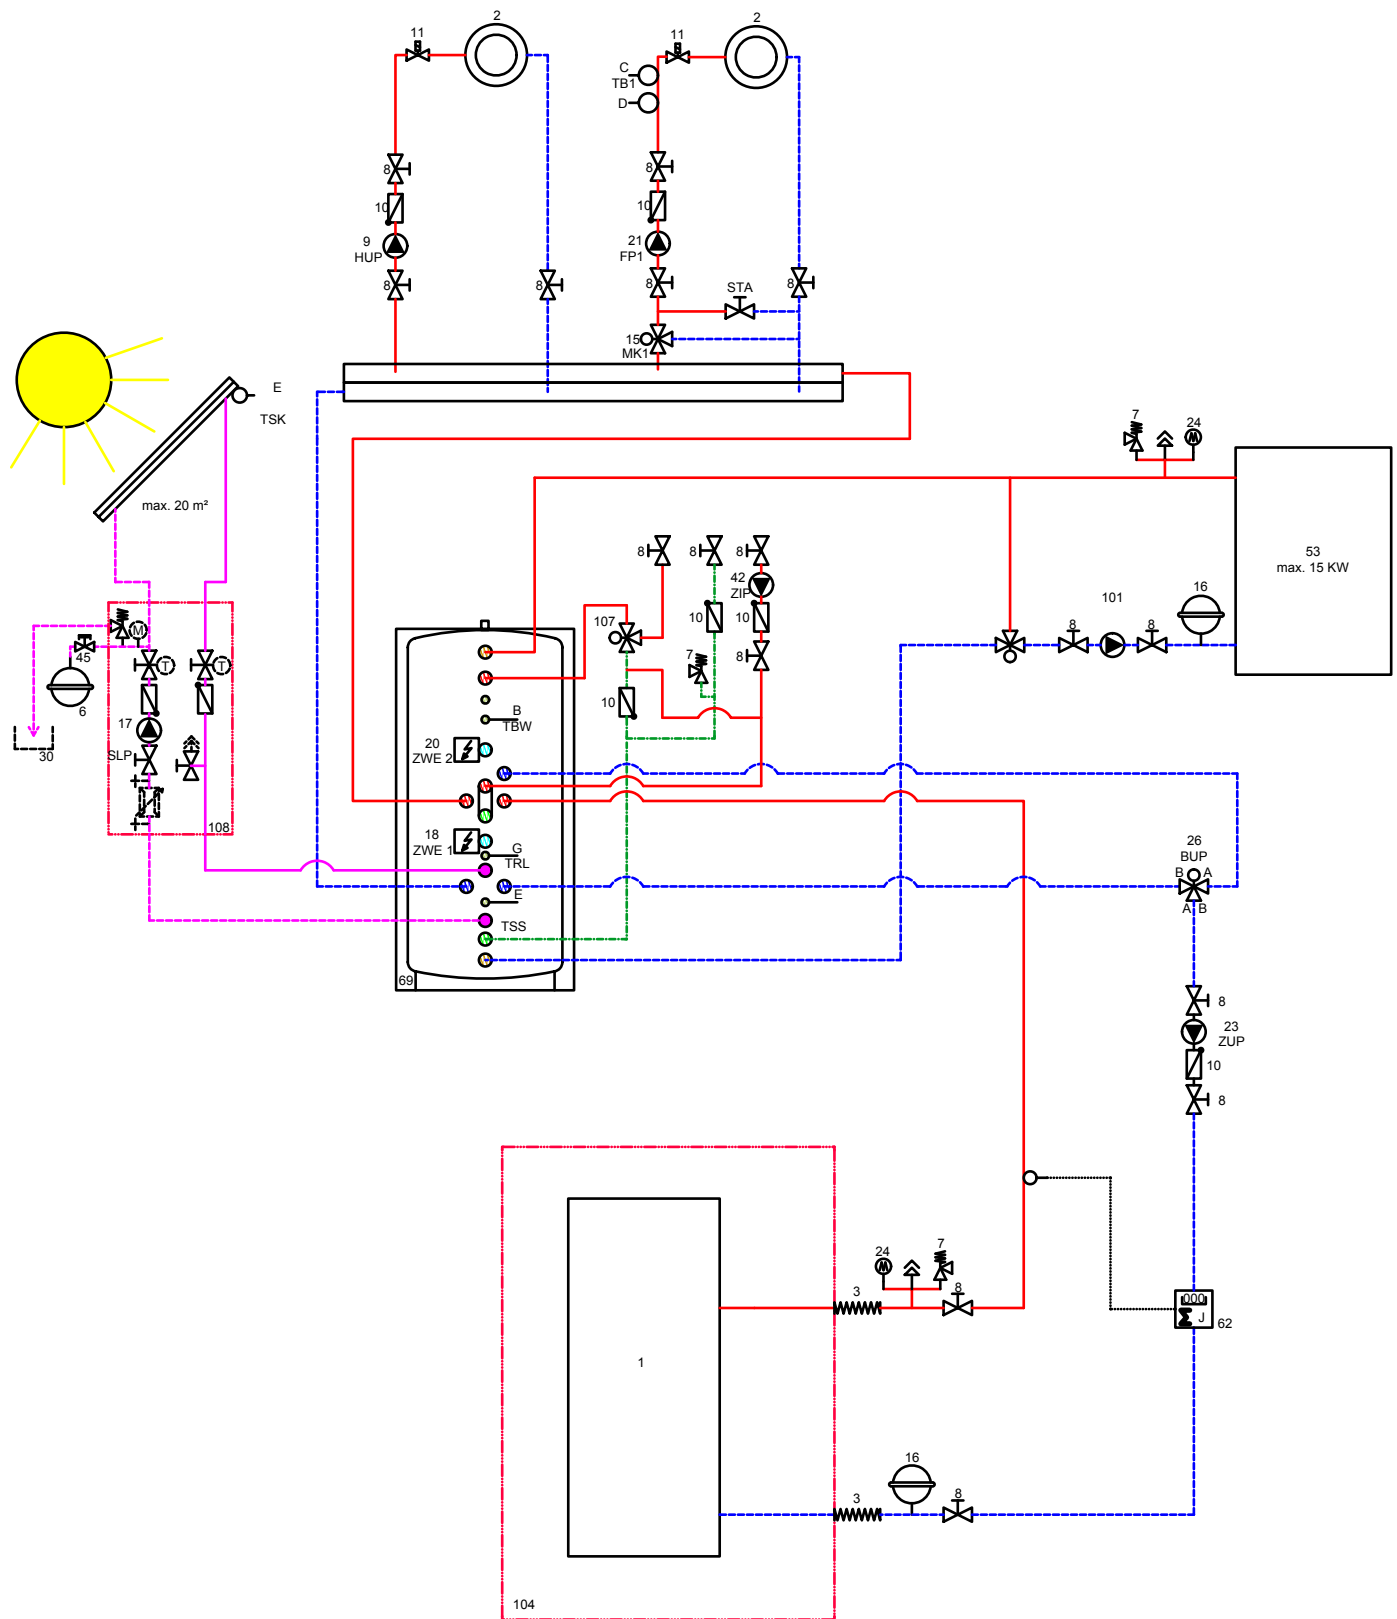 2
2
11
11
C
TB1
D
8
8
10
10
9
HUP
21
FP1
8
8
8
8
STA
15
MK1
E
TSK
max. 20 m²
7
24
53
max. 15 KW
8
8
8
42
ZIP
10
10
107
7
8
10
101
16
8
8
M
45
T
T
6
17
SLP
30
108
B
TBW
20
ZWE 2
18
ZWE 1
G
TRL
E
TSS
69
26
BUP
B
A
A
B
8
23
ZUP
10
8
24
7
3
8
000
Σ J
62
1
16
3
8
104